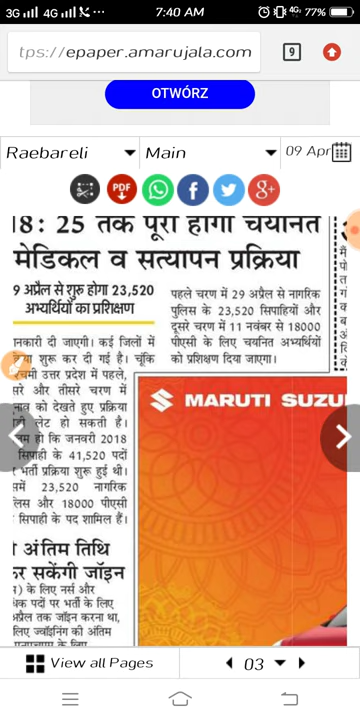 3G 4G 7:40 AM 4G 77%
tps://epaper.amarujala.com 9
OTWÓRZ
Raebareli Main 09 Apr
PDF
18: 25 तक पूरी होगी चयनित
मेडिकल व सत्यापन प्रक्रिया
9 अप्रैल से शुरू होगा 23,520
अभ्यर्थियों का प्रशिक्षण
पहले चरण में 29 अप्रैल से नागरिक
पुलिस के 23,520 सिपाहियों और
दूसरे चरण में 11 नवंबर से 18000
पीएसी के लिए चयनित अभ्यर्थियों
को प्रशिक्षण दिया जाएगा।
नकारी दी जाएगी। कई जिलों में
क्रिया शुरू कर दी गई है। चूंकि
श्चिमी उत्तर प्रदेश में पहले,
सरे और तीसरे चरण में
नाव को देखते हुए प्रक्रिया
लेट हो सकती है।
हो कि जनवरी 2018
सिपाही के 41,520 पदों
भर्ती प्रक्रिया शुरू हुई थी।
समें 23,520 नागरिक
लिस और 18000 पीएसी
सिपाही के पद शामिल हैं।
MARUTI SUZU
अंतिम तिथि
कर सकेंगी जॉइन
) के लिए नर्स और
धिक पदों पर भर्ती के लिए
अप्रैल तक जॉइन करना था,
लिए ज्वॉइनिंग की अंतिम
View all Pages 03